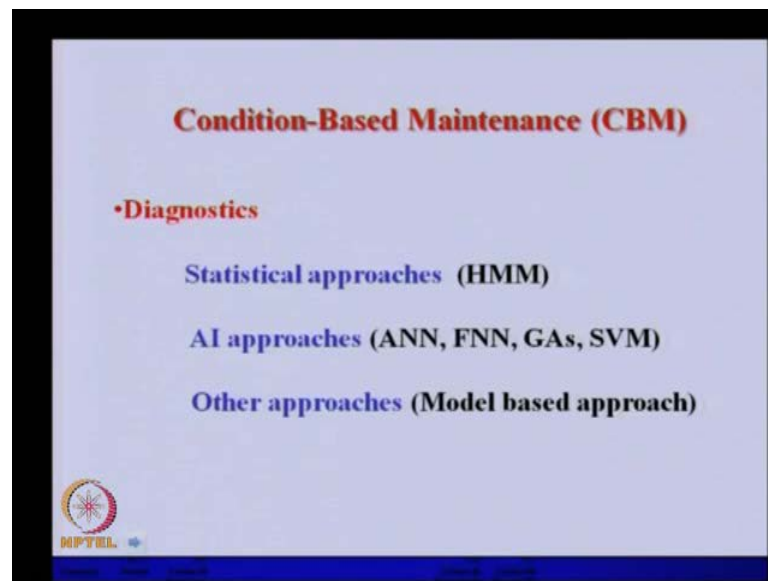 Condition-Based Maintenance (CBM)
•Diagnostics
Statistical approaches (HMM)
AI approaches (ANN, FNN, GAs, SVM)
Other approaches (Model based approach)
NPTEL